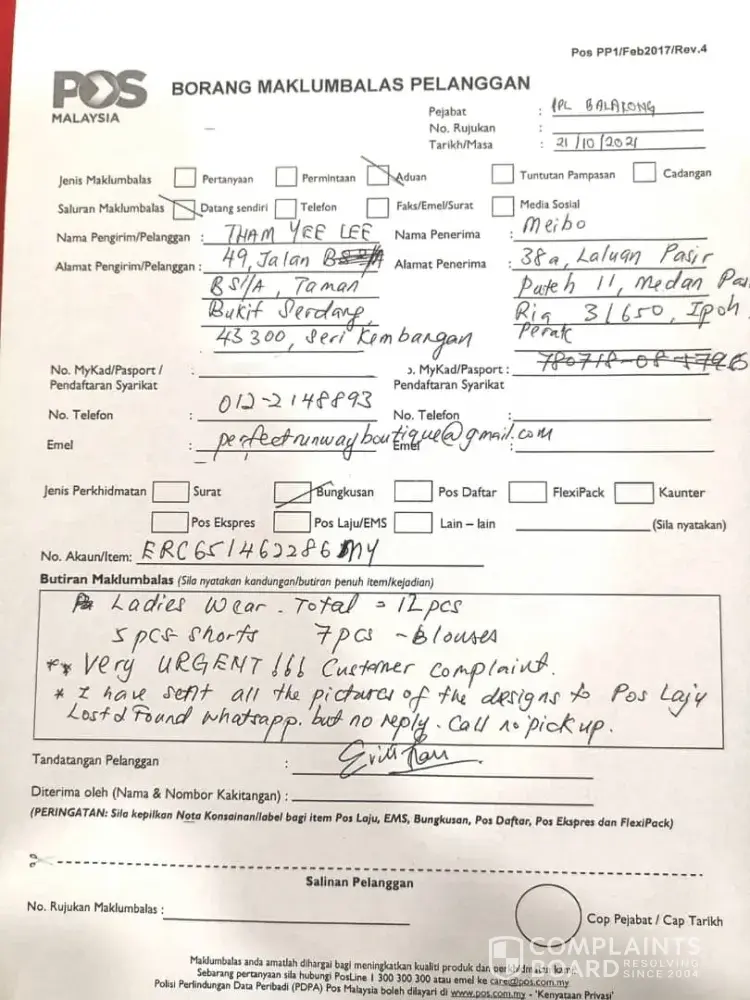 Pos PP1/Feb2017/Rev.4
POS
MALAYSIA
BORANG MAKLUMBALAS PELANGGAN
Pejabat : IPL BALAKONG
No. Rujukan :
Tarikh/Masa : 21/10/2021
Jenis Maklumbalas Pertanyaan Permintaan Aduan Tuntutan Pampasan Cadangan
Saluran Maklumbalas Datang sendiri Telefon Faks/Emel/Surat Media Sosial
Nama Pengirim/Pelanggan : THAM YEE LEE Nama Penerima : Meibo
Alamat Pengirim/Pelanggan : 49, Jalan Alamat Penerima : 38a, Laluan Pasir
BS 11/A, Taman Puteh 11, Medan Pa
Bukit Serdang, Ria, 31650, Ipoh
43300, Seri Kembangan Perak
No. MyKad/Pasport / Pendaftaran Syarikat :
o. MyKad/Pasport : Pendaftaran Syarikat
No. Telefon : 012-2148893 No. Telefon :
Emel : perfectrunwayboutique@gmail.com Emel :
Jenis Perkhidmatan Surat Bungkusan Pos Daftar FlexiPack Kaunter
Pos Ekspres Pos Laju/EMS Lain – lain (Sila nyatakan)
No. Akaun/Item: ERC651462286MY
Butiran Maklumbalas (Sila nyatakan kandungan/butiran penuh item/kejadian)
Ladies Wear. Total = 12 pcs
5 pcs - Shorts 7 pcs - Blouses
** Very URGENT !!! Customer complaint.
* I have sent all the pictures of the designs to Pos Laju
Lost & Found whatsapp. but no reply. Call no pick up.
Tandatangan Pelanggan :
Diterima oleh (Nama & Nombor Kakitangan) :
(PERINGATAN: Sila kepilkan Nota Konsainan/label bagi item Pos Laju, EMS, Bungkusan, Pos Daftar, Pos Ekspres dan FlexiPack)
Salinan Pelanggan
No. Rujukan Maklumbalas :
Cop Pejabat / Cap Tarikh
Maklumbalas anda amatlah dihargai bagi meningkatkan kualiti produk dan perkhidmatan kami
Sebarang pertanyaan sila hubungi PosLine 1 300 300 300 atau emel ke care@pos.com.my
Polisi Perlindungan Data Peribadi (PDPA) Pos Malaysia boleh dilayari di www.pos.com.my - 'Kenyataan Privasi'
COMPLAINTS
BOARD RESOLVING
SINCE 2004